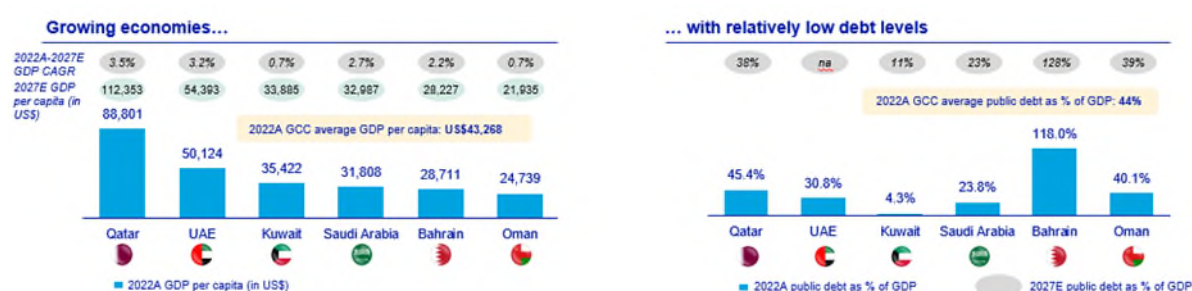 Growing economies...
2022A-2027E
GDP CAGR
3.5% 3.2% 0.7% 2.7% 2.2% 0.7%
2027E GDP
per capita (in
US$)
112,353 54,393 33,885 32,987 28,227 21,935
2022A GCC average GDP per capita: US$43,268
88,801 50,124 35,422 31,808 28,711 24,739
Qatar UAE Kuwait Saudi Arabia Bahrain Oman
2022A GDP per capita (in US$)
... with relatively low debt levels
38% na 11% 23% 128% 39%
2022A GCC average public debt as % of GDP: 44%
45.4% 30.8% 4.3% 23.8% 118.0% 40.1%
Qatar UAE Kuwait Saudi Arabia Bahrain Oman
2022A public debt as % of GDP 2027E public debt as % of GDP